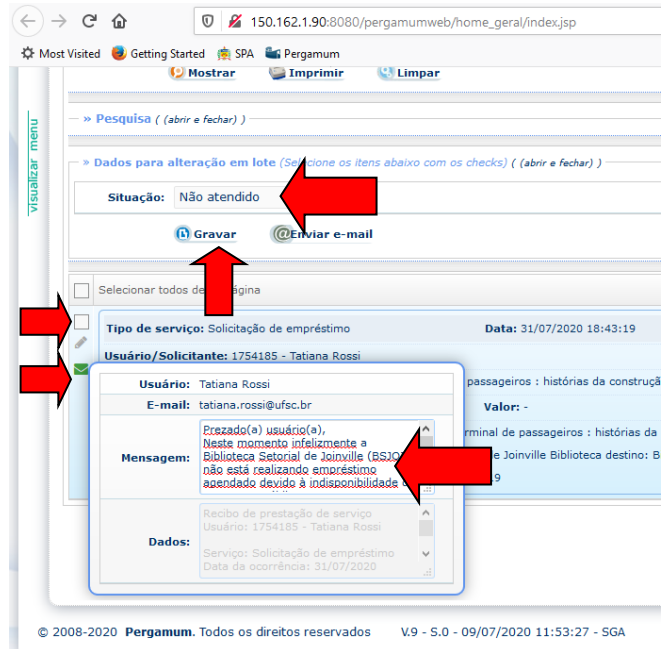 150.162.1.90:8080/pergamumweb/home_geral/index.jsp
Most Visited Getting Started SPA Pergamum
Mostrar Imprimir Limpar
visualizar menu
» Pesquisa ( (abrir e fechar) )
» Dados para alteração em lote (Selecione os itens abaixo com os checks) ( (abrir e fechar) )
Situação: Não atendido
Gravar @Enviar e-mail
Selecionar todos
Tipo de serviço: Solicitação de empréstimo Data: 31/07/2020 18:43:19
Usuário/Solicitante: 1754185 - Tatiana Rossi
passageiros : histórias da construçã
Valor: -
rminal de passageiros : histórias da
de Joinville Biblioteca destino: B
Usuário: Tatiana Rossi
E-mail: tatiana.rossi@ufsc.br
Mensagem: Prezado(a) usuário(a),
Neste momento infelizmente a
Biblioteca Setorial de Joinville
não está realizando empréstimo
agendado devido à indisponibilidade
Dados: Recibo de prestação de serviço
Usuário: 1754185 - Tatiana Rossi
Serviço: Solicitação de empréstimo
Data da ocorrência: 31/07/2020
© 2008-2020 Pergamum. Todos os direitos reservados V.9 - S.0 - 09/07/2020 11:53:27 - SGA